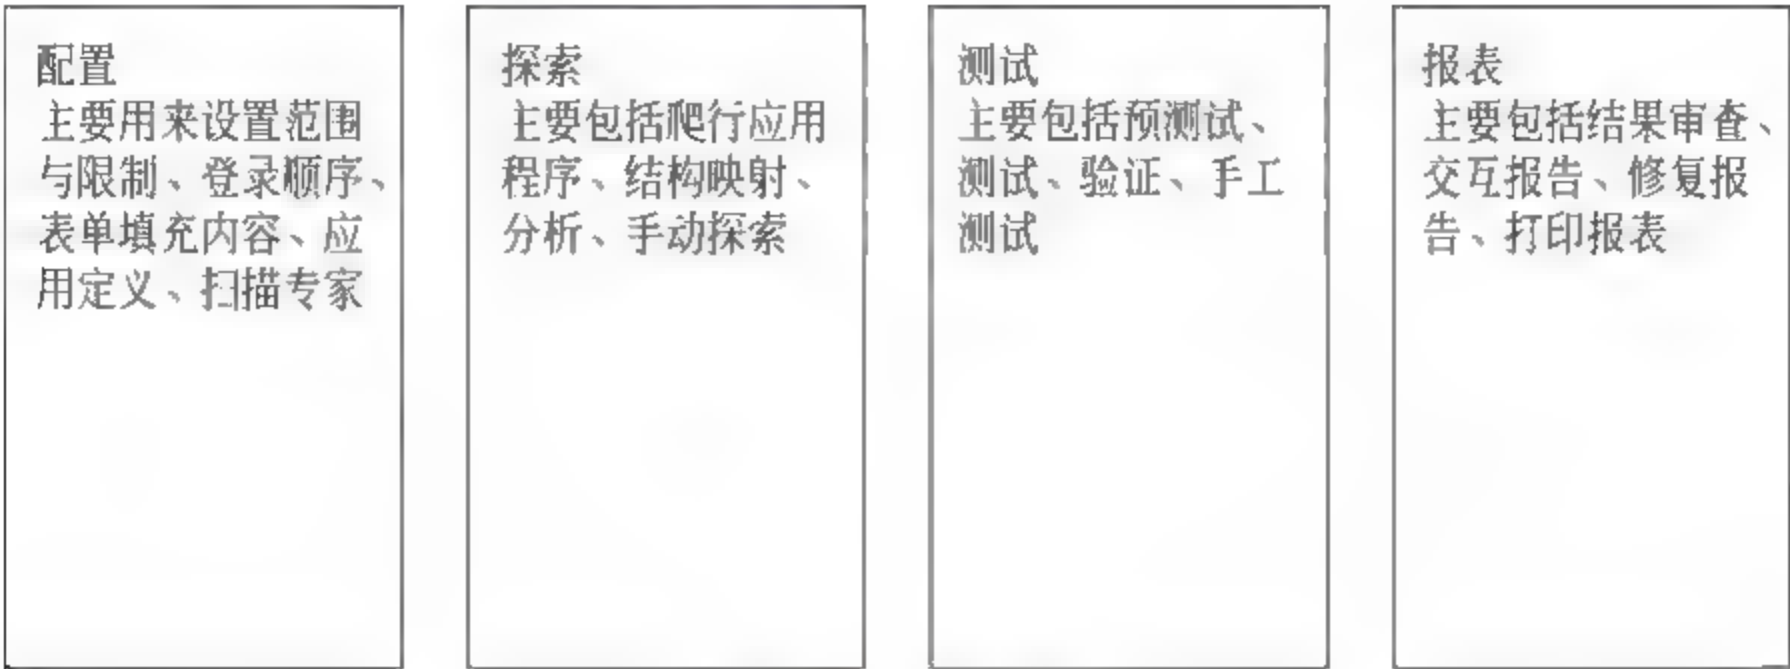 配置
主要用来设置范围
与限制、登录顺序、
表单填充内容、应
用定义、扫描专家
探索
主要包括爬行应用
程序、结构映射、
分析、手动探索
测试
主要包括预测试、
测试、验证、手工
测试
报表
主要包括结果审查、
交互报告、修复报
告、打印报表